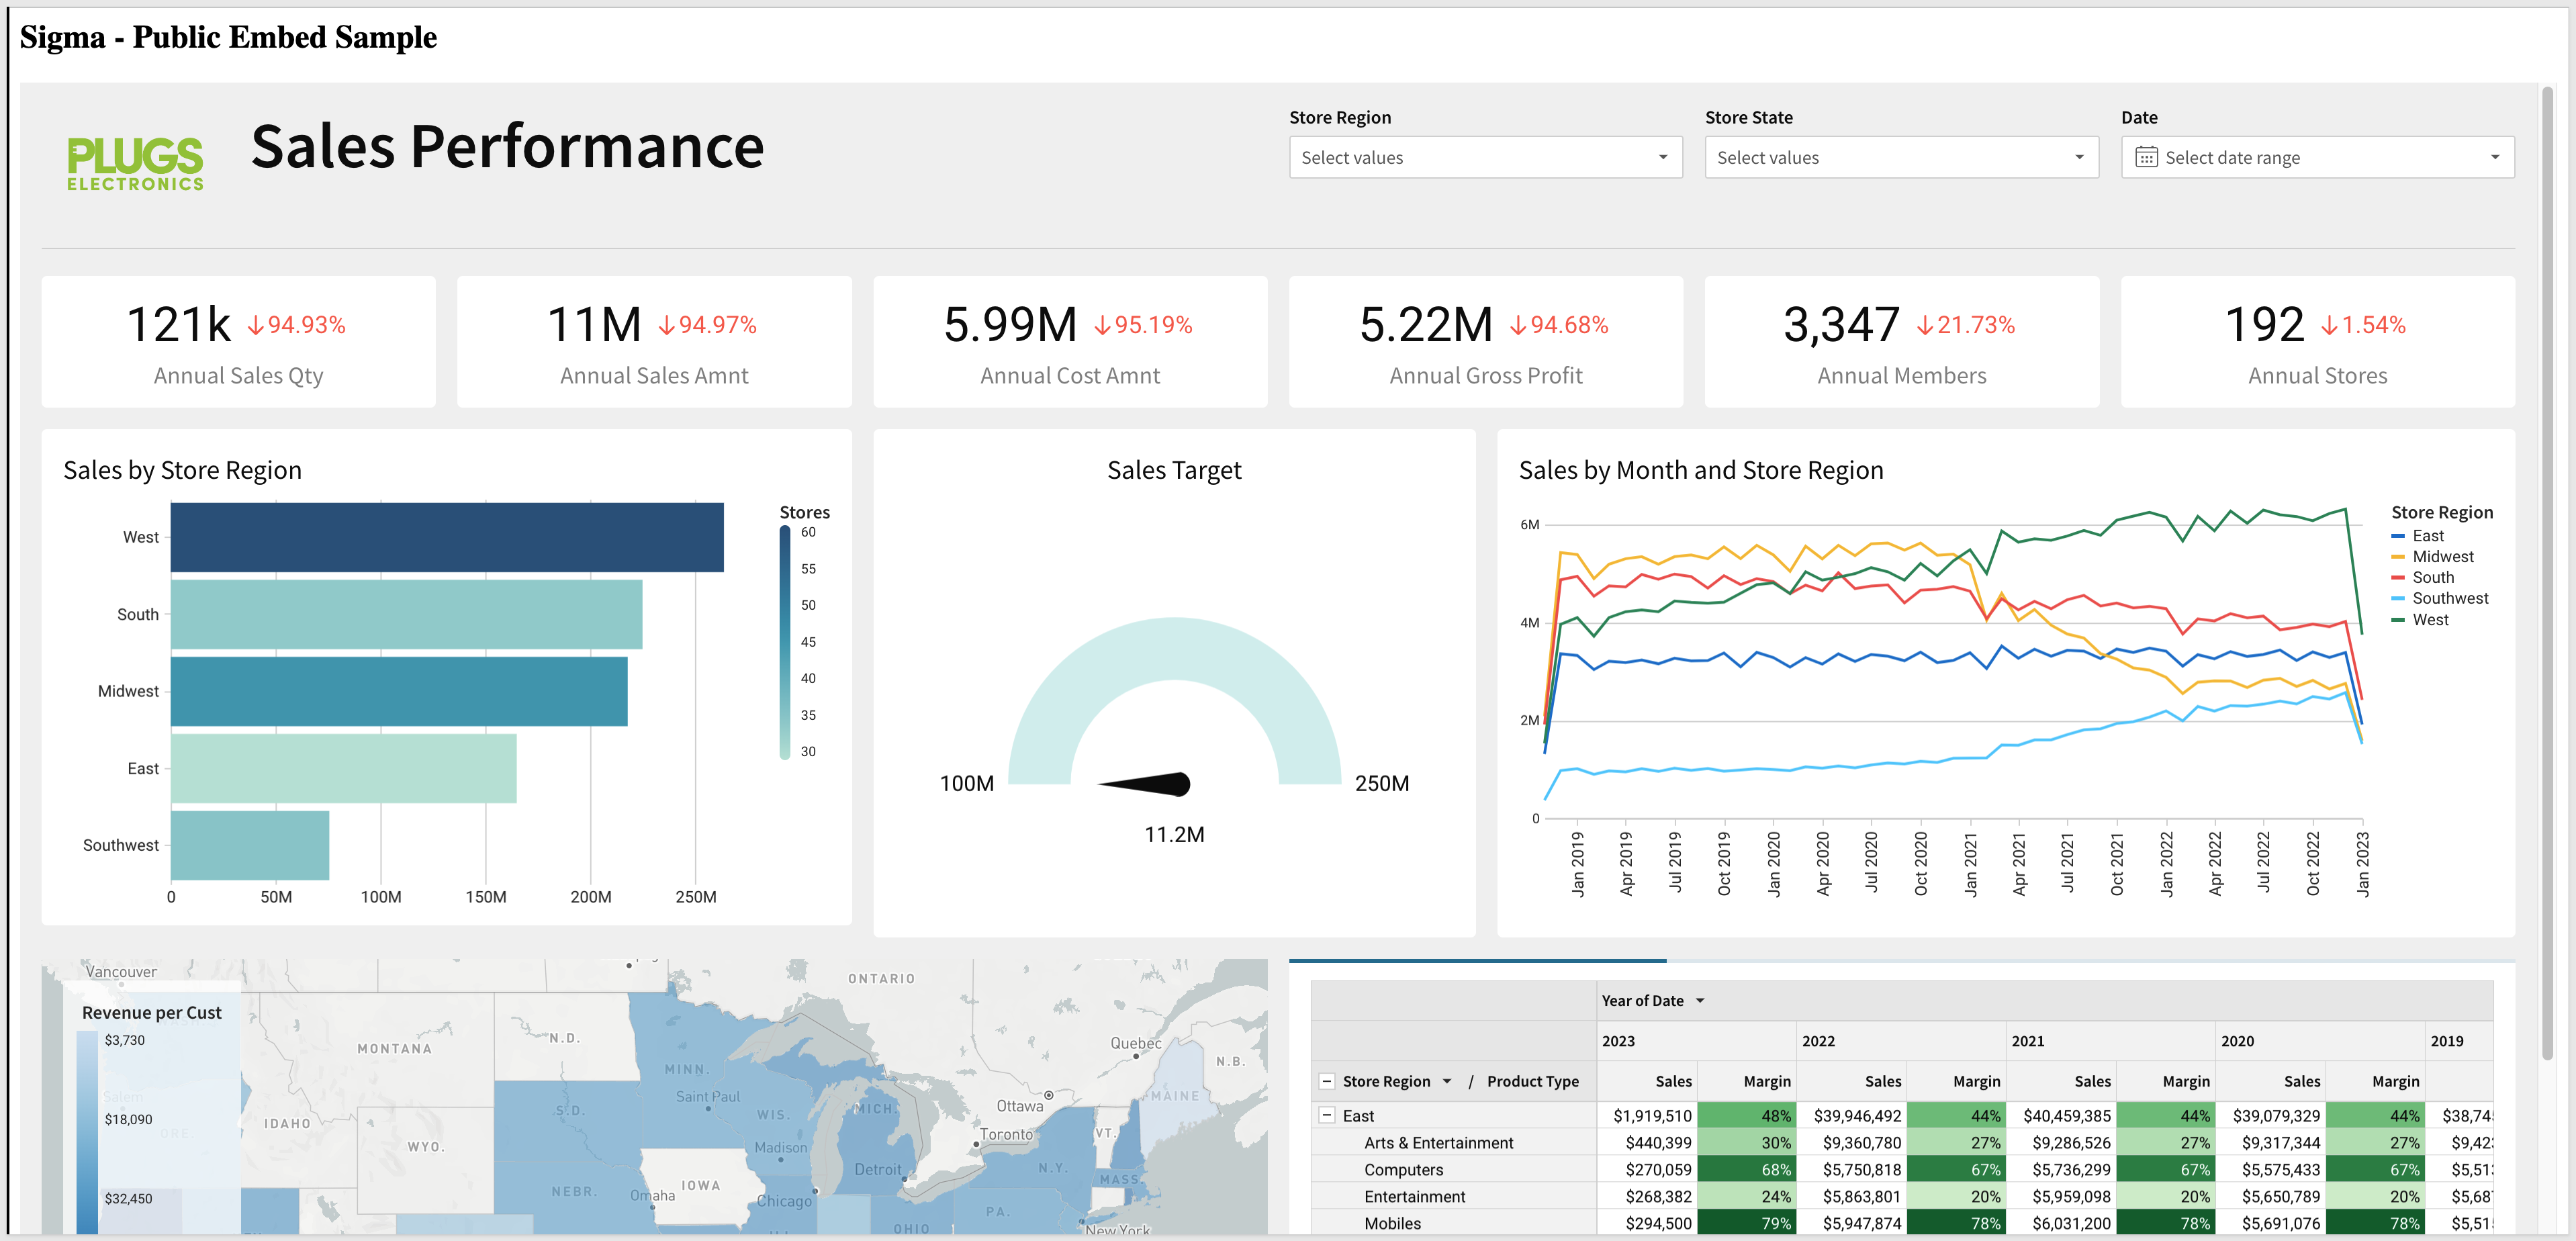 Sigma - Public Embed Sample
PLUGS
ELECTRONICS
Sales Performance
Store Region
Select values
Store State
Select values
Date
Select date range
121k ↓94.93%
Annual Sales Qty
11M ↓94.97%
Annual Sales Amnt
5.99M ↓95.19%
Annual Cost Amnt
5.22M ↓94.68%
Annual Gross Profit
3,347 ↓21.73%
Annual Members
192 ↓1.54%
Annual Stores
Sales by Store Region
West
South
Midwest
East
Southwest
0 50M 100M 150M 200M 250M
Stores
60
55
50
45
40
35
30
Sales Target
100M
250M
11.2M
Sales by Month and Store Region
6M
4M
2M
0
Jan 2019
Apr 2019
Jul 2019
Oct 2019
Jan 2020
Apr 2020
Jul 2020
Oct 2020
Jan 2021
Apr 2021
Jul 2021
Oct 2021
Jan 2022
Apr 2022
Jul 2022
Oct 2022
Jan 2023
Store Region
East
Midwest
South
Southwest
West
Revenue per Cust
$3,730
$18,090
$32,450
Vancouver
ONTARIO
MONTANA
N.D.
Quebec
N.B.
MINN.
Saint Paul
Ottawa
MAINE
Salem
ORE.
IDAHO
S.D.
WIS.
MICH.
Toronto
VT.
WYO.
Madison
Detroit
N.Y.
MASS.
NEBR.
Omaha
IOWA
Chicago
OHIO
PA.
New York
Year of Date
2023 2022 2021 2020 2019
Store Region / Product Type Sales Margin Sales Margin Sales Margin Sales Margin
East $1,919,510 48% $39,946,492 44% $40,459,385 44% $39,079,329 44% $38,74
Arts & Entertainment $440,399 30% $9,360,780 27% $9,286,526 27% $9,317,344 27% $9,42
Computers $270,059 68% $5,750,818 67% $5,736,299 67% $5,575,433 67% $5,51
Entertainment $268,382 24% $5,863,801 20% $5,959,098 20% $5,650,789 20% $5,68
Mobiles $294,500 79% $5,947,874 78% $6,031,200 78% $5,691,076 78% $5,51